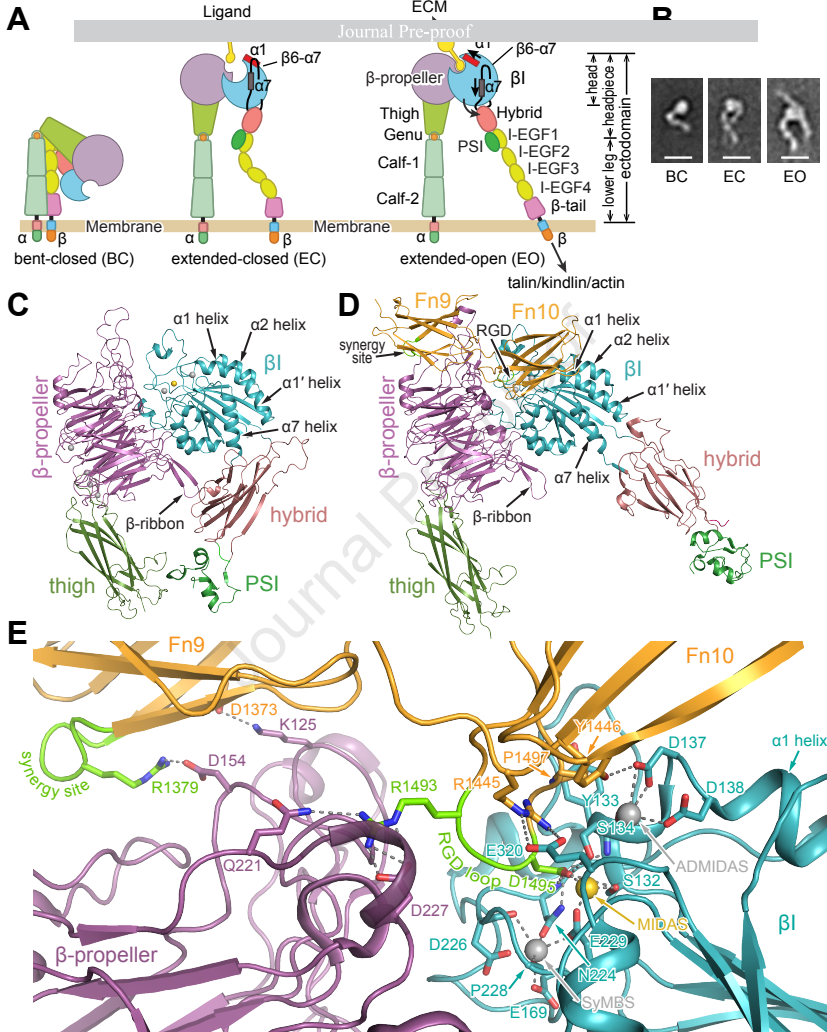 A
Ligand
ECM
B
Journal Pre-proof
α1
β6-α7
α7
α1
β6-α7
β-propeller
βI
α7
Thigh
Hybrid
Genu
PSI
I-EGF1
I-EGF2
I-EGF3
I-EGF4
Calf-1
Calf-2
β-tail
head
headpiece
lower leg
ectodomain
BC
EC
EO
Membrane
Membrane
α
β
α
β
α
β
bent-closed (BC)
extended-closed (EC)
extended-open (EO)
talin/kindlin/actin
C
α1 helix
α2 helix
βI
α1′ helix
α7 helix
β-propeller
β-ribbon
hybrid
thigh
PSI
D
Fn9
Fn10
RGD
synergy
site
α1 helix
α2 helix
βI
α1′ helix
β-propeller
α7 helix
hybrid
β-ribbon
thigh
PSI
Journal Pre-proof
E
Fn9
Fn10
D1373
K125
synergy site
D154
R1379
R1493
Q221
D227
β-propeller
RGD loop
Y1446
P1497
R1445
D137
α1 helix
D138
Y133
S134
E320
ADMIDAS
D1495
S132
MIDAS
βI
D226
E229
N224
P228
SyMBS
E169